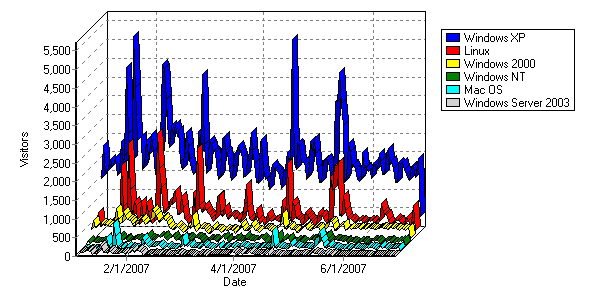 5,500
5,000
4,500
4,000
3,500
3,000
2,500
2,000
1,500
1,000
500
0
Visitors
2/1/2007 4/1/2007 6/1/2007
Date
Windows XP
Linux
Windows 2000
Windows NT
Mac OS
Windows Server 2003